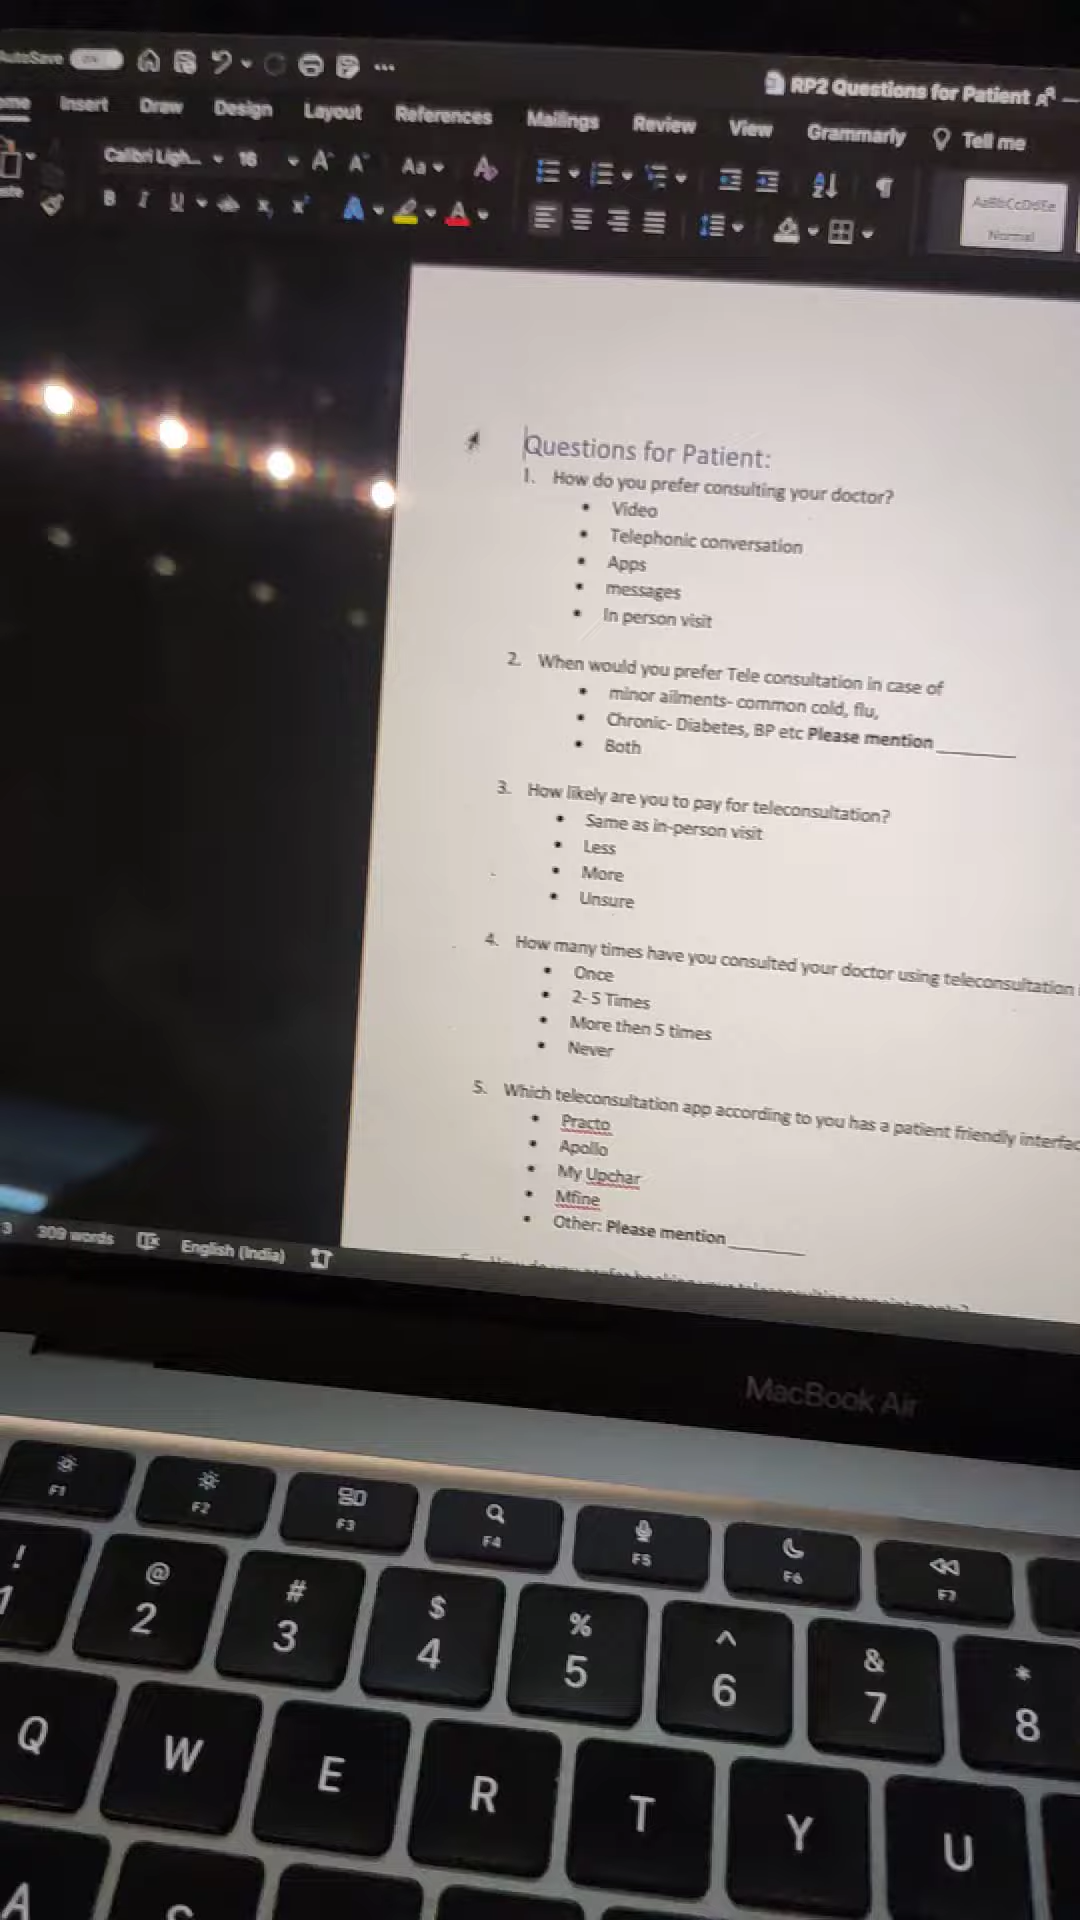 AutoSave
RP2 Questions for Patient
Insert Draw Design Layout References Mailings Review View Grammarly Tell me
Calibri Ligh... 16 Aa
AaBbCcDdEe
Normal
Questions for Patient:
1. How do you prefer consulting your doctor?
• Video
• Telephonic conversation
• Apps
• messages
• In person visit
2. When would you prefer Tele consultation in case of
• minor ailments- common cold, flu,
• Chronic- Diabetes, BP etc Please mention________
• Both
3. How likely are you to pay for teleconsultation?
• Same as in-person visit
• Less
• More
• Unsure
4. How many times have you consulted your doctor using teleconsultation
• Once
• 2- 5 Times
• More then 5 times
• Never
5. Which teleconsultation app according to you has a patient friendly interfac
• Practo
• Apollo
• My Upchar
• Mfine
• Other: Please mention________
3 309 words English (India)
MacBook Air
F1 F2 F3 F4 F5 F6 F7
! @ # $ % ^ & *
1 2 3 4 5 6 7 8
Q W E R T Y U
A